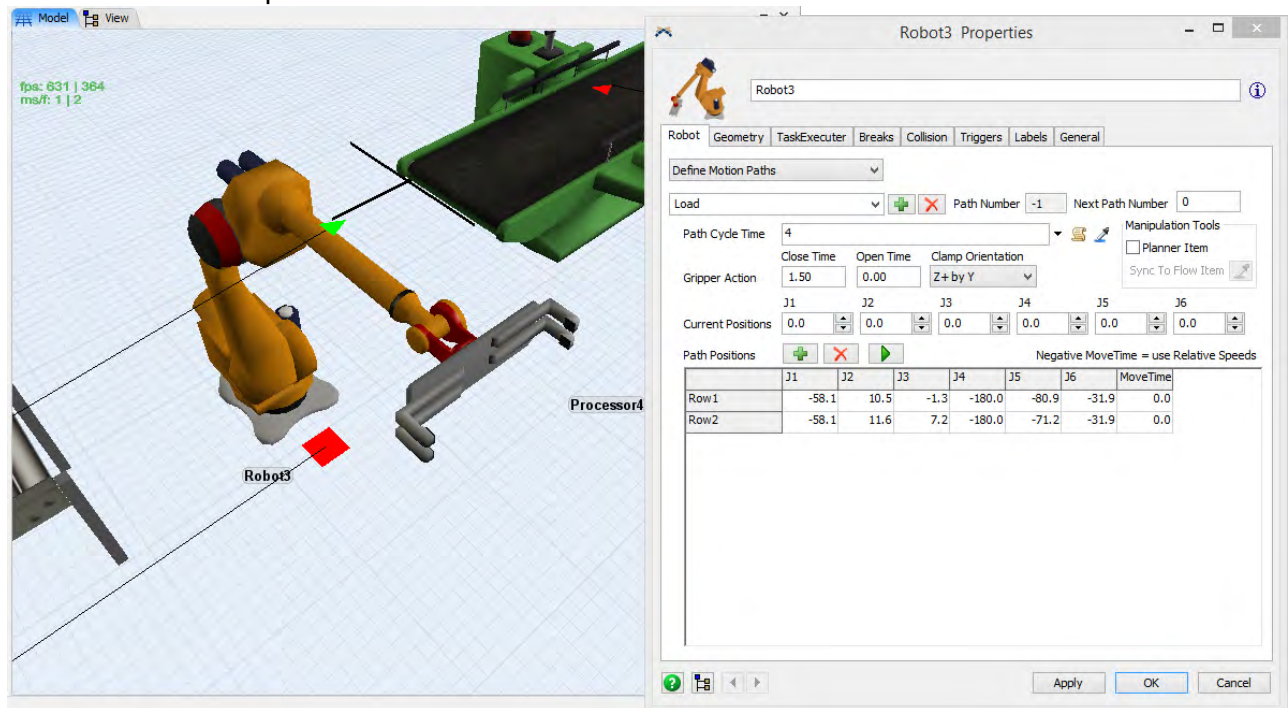 Model View
fps: 631 | 364
ms/f: 1 | 2
Processor4
Robot3
Robot3 Properties
Robot3
Robot Geometry TaskExecuter Breaks Collision Triggers Labels General
Define Motion Paths
Load Path Number -1 Next Path Number 0
Path Cycle Time 4 Manipulation Tools
Planner Item
Close Time Open Time Clamp Orientation
Gripper Action 1.50 0.00 Z+ by Y Sync To Flow Item
J1 J2 J3 J4 J5 J6
Current Positions 0.0 0.0 0.0 0.0 0.0 0.0
Path Positions Negative MoveTime = use Relative Speeds
J1 J2 J3 J4 J5 J6 MoveTime
Row1 -58.1 10.5 -1.3 -180.0 -80.9 -31.9 0.0
Row2 -58.1 11.6 7.2 -180.0 -71.2 -31.9 0.0
Apply OK Cancel